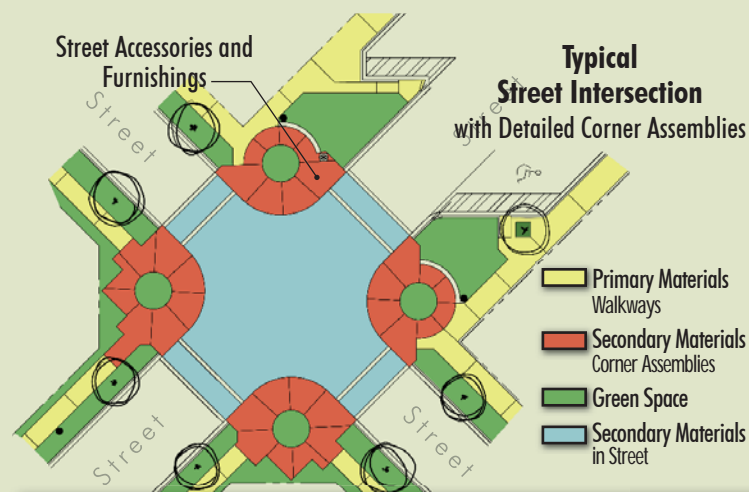 Street Accessories and
Furnishings
Typical
Street Intersection
with Detailed Corner Assemblies
Street
Street
Primary Materials
Walkways
Secondary Materials
Corner Assemblies
Green Space
Secondary Materials
in Street
Street
Street